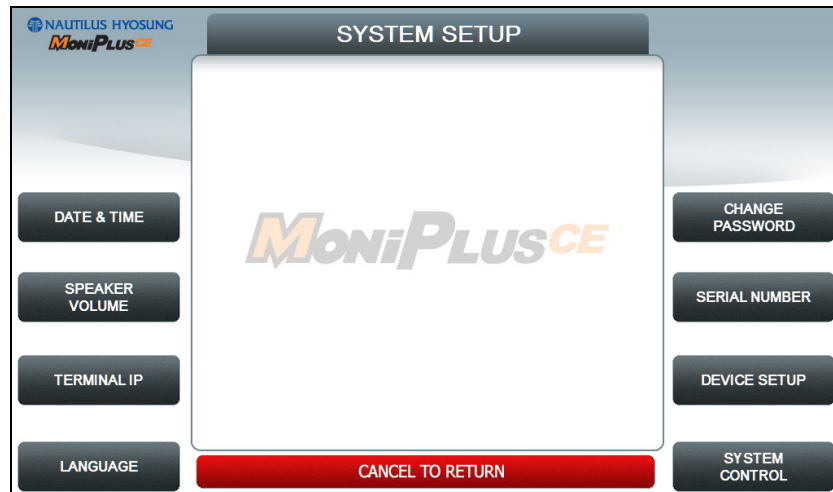 NAUTILUS HYOSUNG
MONIPLUSCE
SYSTEM SETUP
MONIPLUSCE
DATE & TIME
SPEAKER
VOLUME
TERMINAL IP
LANGUAGE
CHANGE
PASSWORD
SERIAL NUMBER
DEVICE SETUP
SYSTEM
CONTROL
CANCEL TO RETURN